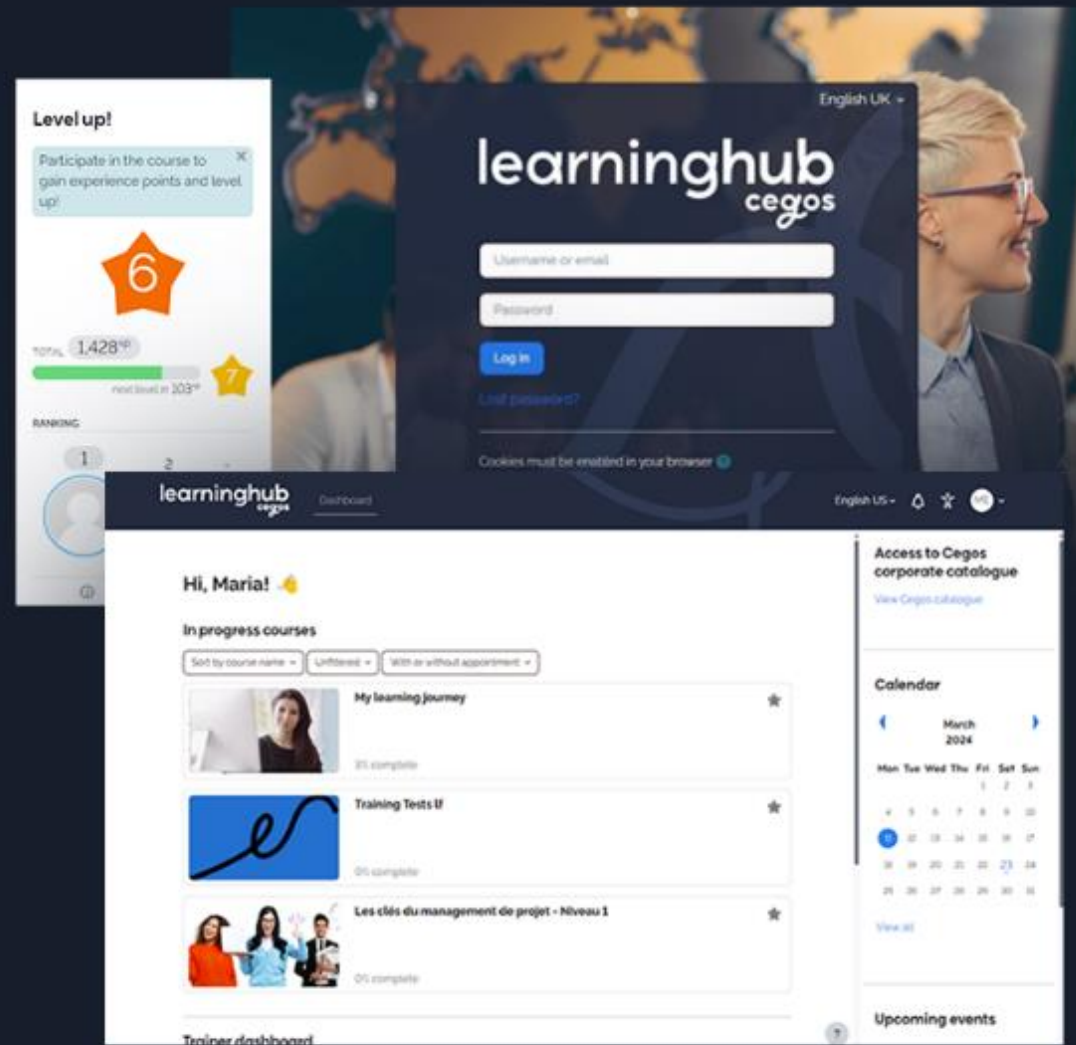 Level up!
Participate in the course to
gain experience points and level
up!
6
TOTAL 1,428xp
7
next level in 103xp
RANKING
1
2
English UK
learninghub
cegos
Username or email
Password
Log in
Lost password?
Cookies must be enabled in your browser
learninghub
cegos
Dashboard
English US
Hi, Maria!
In progress courses
Sort by course name
Unfiltered
With or without appointment
My learning journey
Training Tests lf
0% complete
Les clés du management de projet - Niveau 1
0% complete
Trainer dashboard
?
Access to Cegos
corporate catalogue
View Cegos catalogue
Calendar
March
2024
Mon Tue Wed Thu Fri Sat Sun
1 2 3
4 5 6 7 8 9 10
11 12 13 14 15 16 17
18 19 20 21 22 23 24
25 26 27 28 29 30 31
View all
Upcoming events